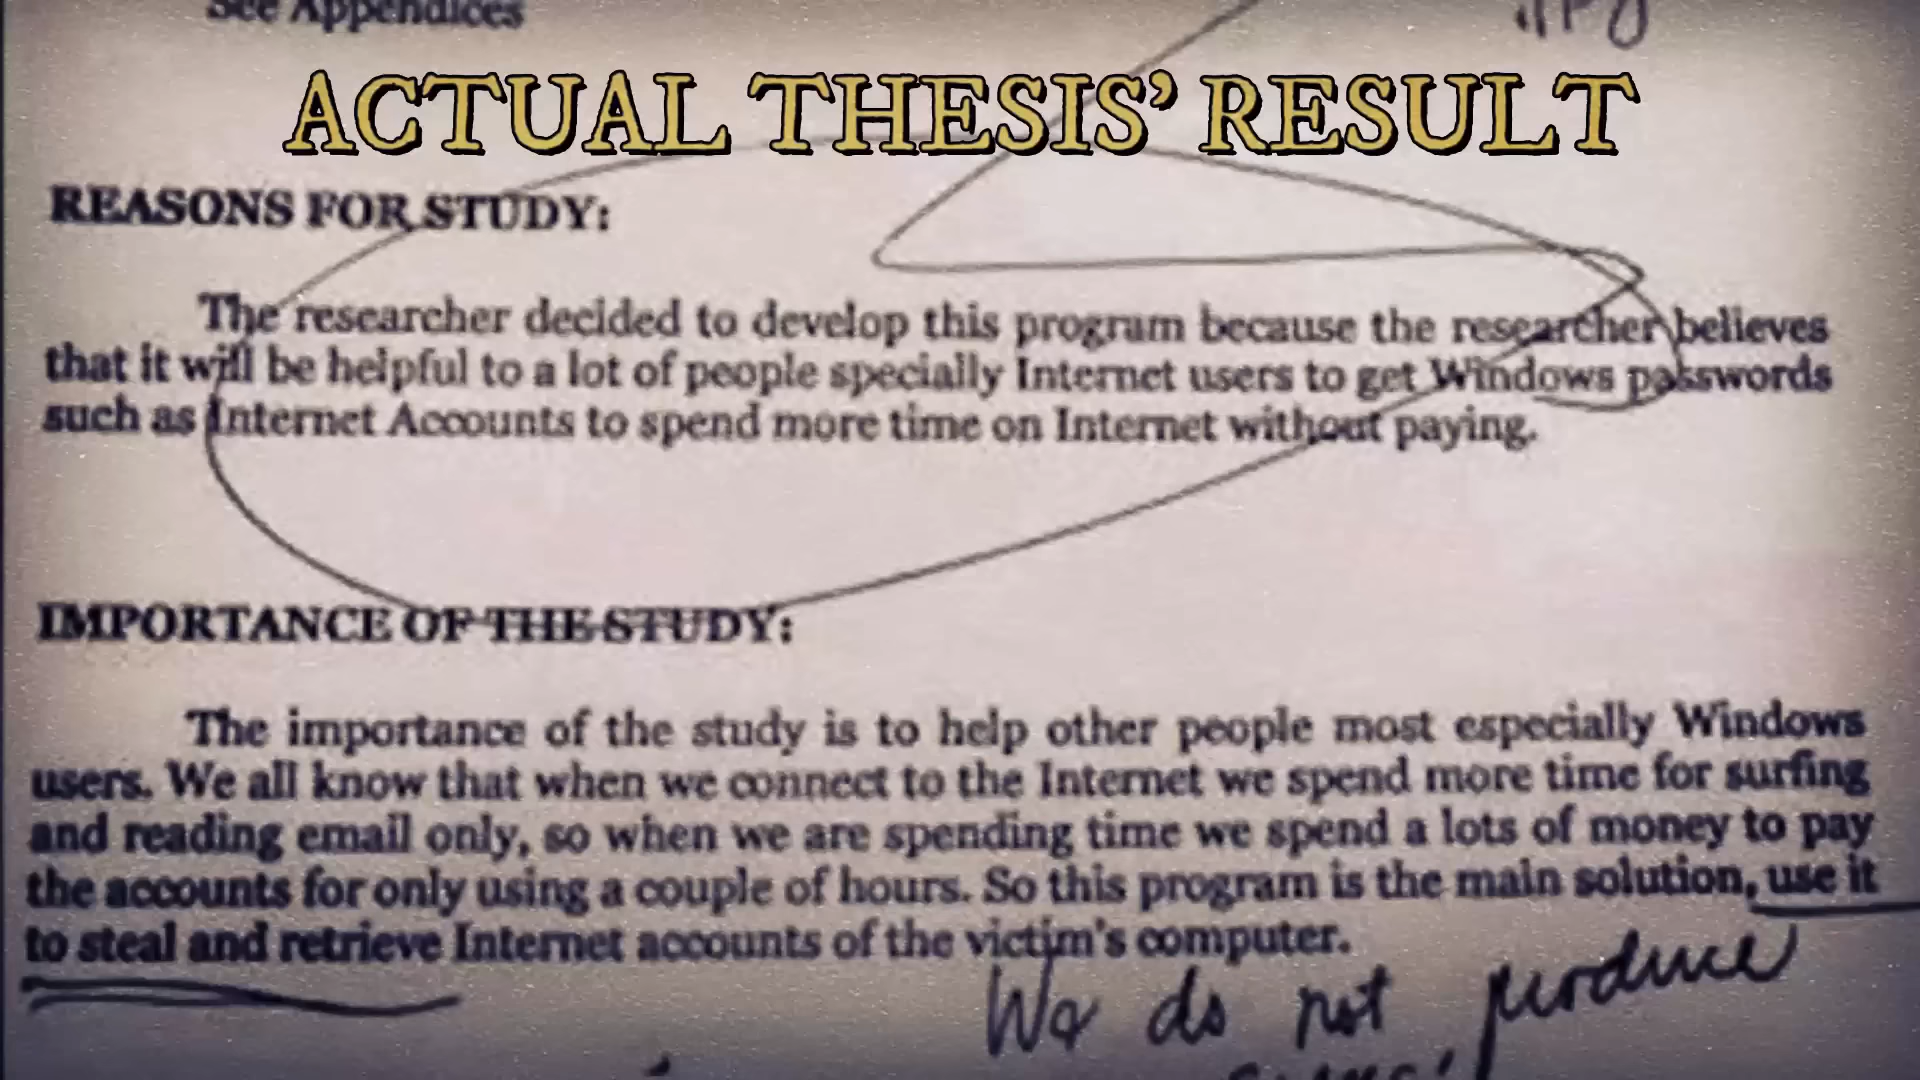 See Appendices
ACTUAL THESIS' RESULT
REASONS FOR STUDY:
The researcher decided to develop this program because the researcher believes
that it will be helpful to a lot of people specially Internet users to get Windows passwords
such as Internet Accounts to spend more time on Internet without paying.
IMPORTANCE OF THE STUDY:
The importance of the study is to help other people most especially Windows
users. We all know that when we connect to the Internet we spend more time for surfing
and reading email only, so when we are spending time we spend a lots of money to pay
the accounts for only using a couple of hours. So this program is the main solution, use it
to steal and retrieve Internet accounts of the victim's computer.
We do not produce